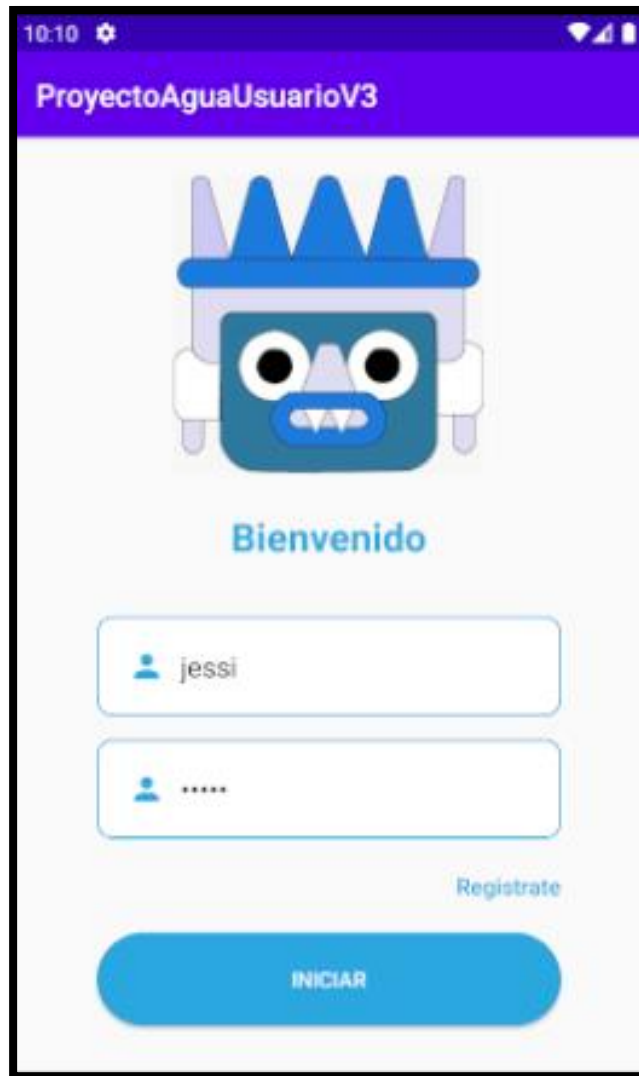 10:10
ProyectoAguaUsuarioV3
Bienvenido
jessi
•••••
Registrate
INICIAR